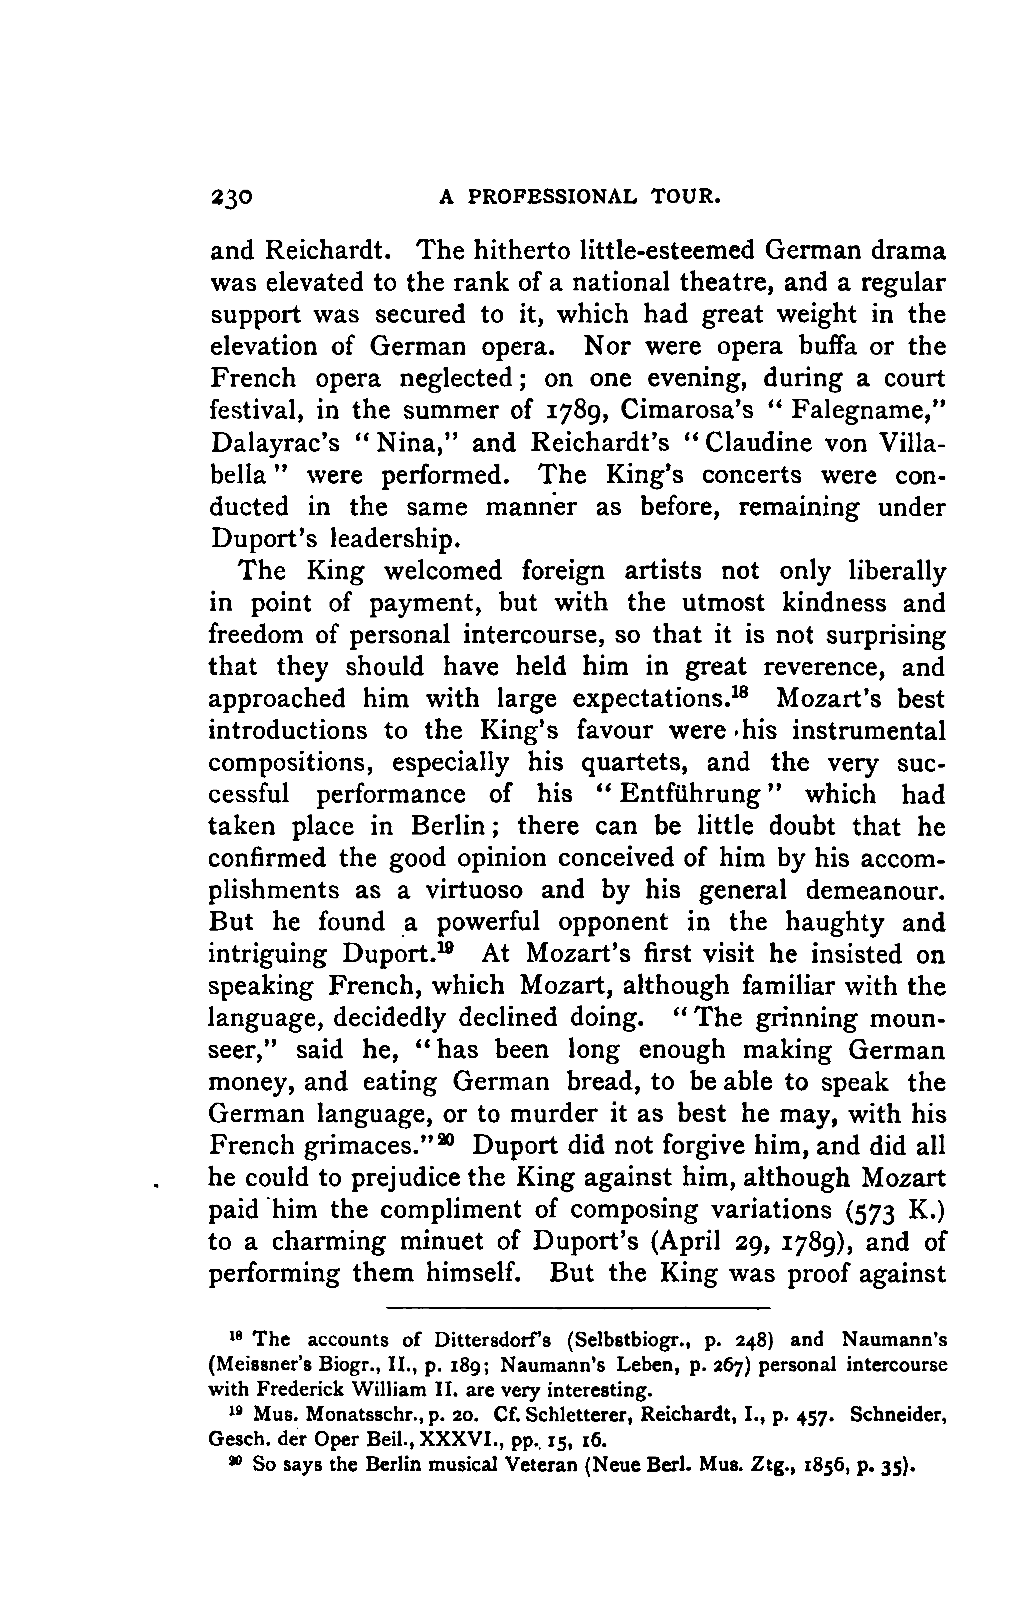 230 A PROFESSIONAL TOUR.
and Reichardt. The hitherto little-esteemed German drama
was elevated to the rank of a national theatre, and a regular
support was secured to it, which had great weight in the
elevation of German opera. Nor were opera buffa or the
French opera neglected; on one evening, during a court
festival, in the summer of 1789, Cimarosa's "Falegname,"
Dalayrac's "Nina," and Reichardt's "Claudine von Villa-
bella" were performed. The King's concerts were con-
ducted in the same manner as before, remaining under
Duport's leadership.
The King welcomed foreign artists not only liberally
in point of payment, but with the utmost kindness and
freedom of personal intercourse, so that it is not surprising
that they should have held him in great reverence, and
approached him with large expectations.¹⁸ Mozart's best
introductions to the King's favour were his instrumental
compositions, especially his quartets, and the very suc-
cessful performance of his "Entführung" which had
taken place in Berlin; there can be little doubt that he
confirmed the good opinion conceived of him by his accom-
plishments as a virtuoso and by his general demeanour.
But he found a powerful opponent in the haughty and
intriguing Duport.¹⁹ At Mozart's first visit he insisted on
speaking French, which Mozart, although familiar with the
language, decidedly declined doing. "The grinning moun-
seer," said he, "has been long enough making German
money, and eating German bread, to be able to speak the
German language, or to murder it as best he may, with his
French grimaces."²⁰ Duport did not forgive him, and did all
he could to prejudice the King against him, although Mozart
paid him the compliment of composing variations (573 K.)
to a charming minuet of Duport's (April 29, 1789), and of
performing them himself. But the King was proof against
¹⁸ The accounts of Dittersdorf's (Selbstbiogr., p. 248) and Naumann's
(Meissner's Biogr., II., p. 189; Naumann's Leben, p. 267) personal intercourse
with Frederick William II. are very interesting.
¹⁹ Mus. Monatsschr., p. 20. Cf. Schletterer, Reichardt, I., p. 457. Schneider,
Gesch. der Oper Beil., XXXVI., pp. 15, 16.
²⁰ So says the Berlin musical Veteran (Neue Berl. Mus. Ztg., 1856, p. 35).